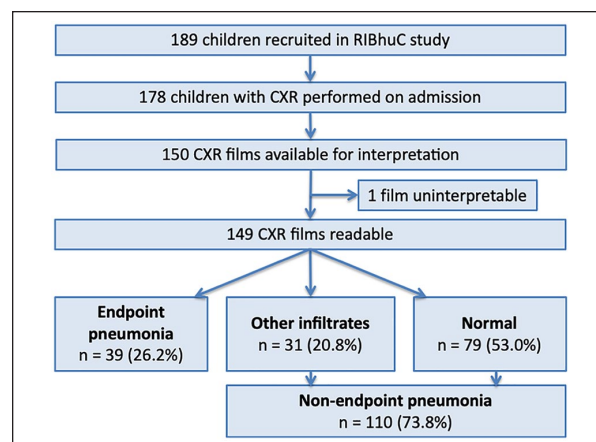 189 children recruited in RIBhuC study
178 children with CXR performed on admission
150 CXR films available for interpretation
1 film uninterpretable
149 CXR films readable
Endpoint
pneumonia
n = 39 (26.2%)
Other infiltrates
n = 31 (20.8%)
Normal
n = 79 (53.0%)
Non-endpoint pneumonia
n = 110 (73.8%)